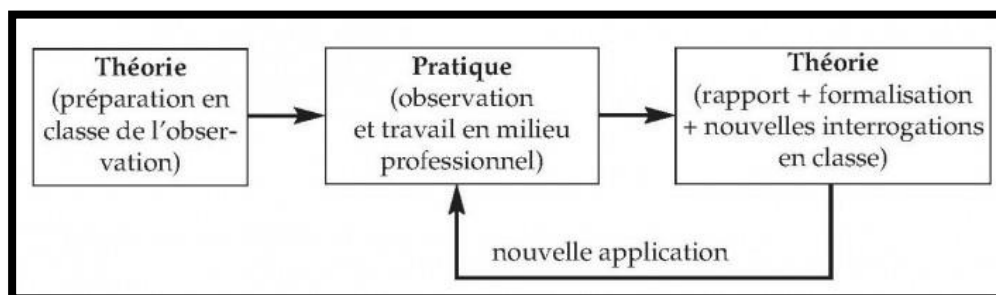 Théorie
(préparation en
classe de l'obser-
vation)
Pratique
(observation
et travail en milieu
professionnel)
Théorie
(rapport + formalisation
+ nouvelles interrogations
en classe)
nouvelle application